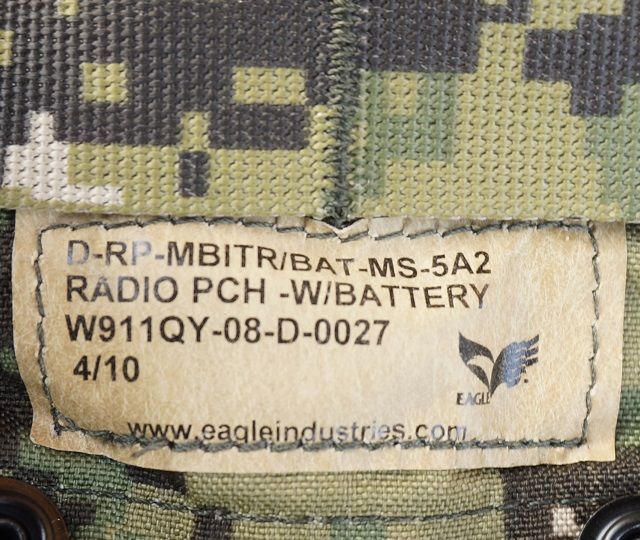 D-RP-MBITR/BAT-MS-5A2
RADIO PCH -W/BATTERY
W911QY-08-D-0027
4/10
EAGLE
www.eagleindustries.com